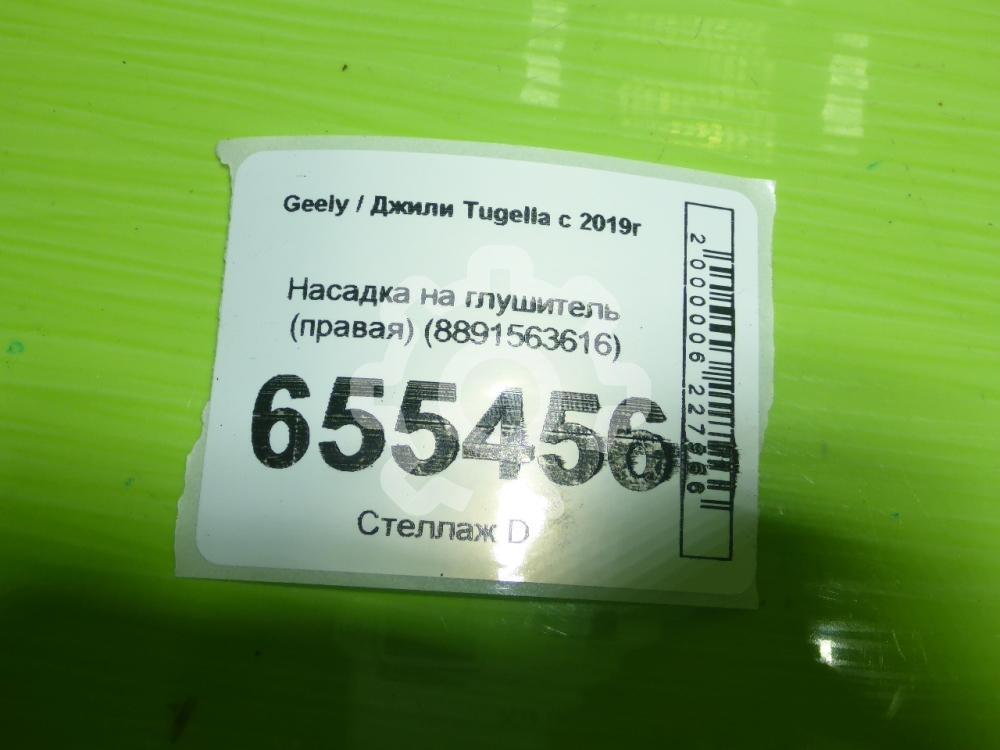 Geely / Джили Tugella с 2019г
Насадка на глушитель
(правая) (8891563616)
655456
Стеллаж D
2 000006 227966